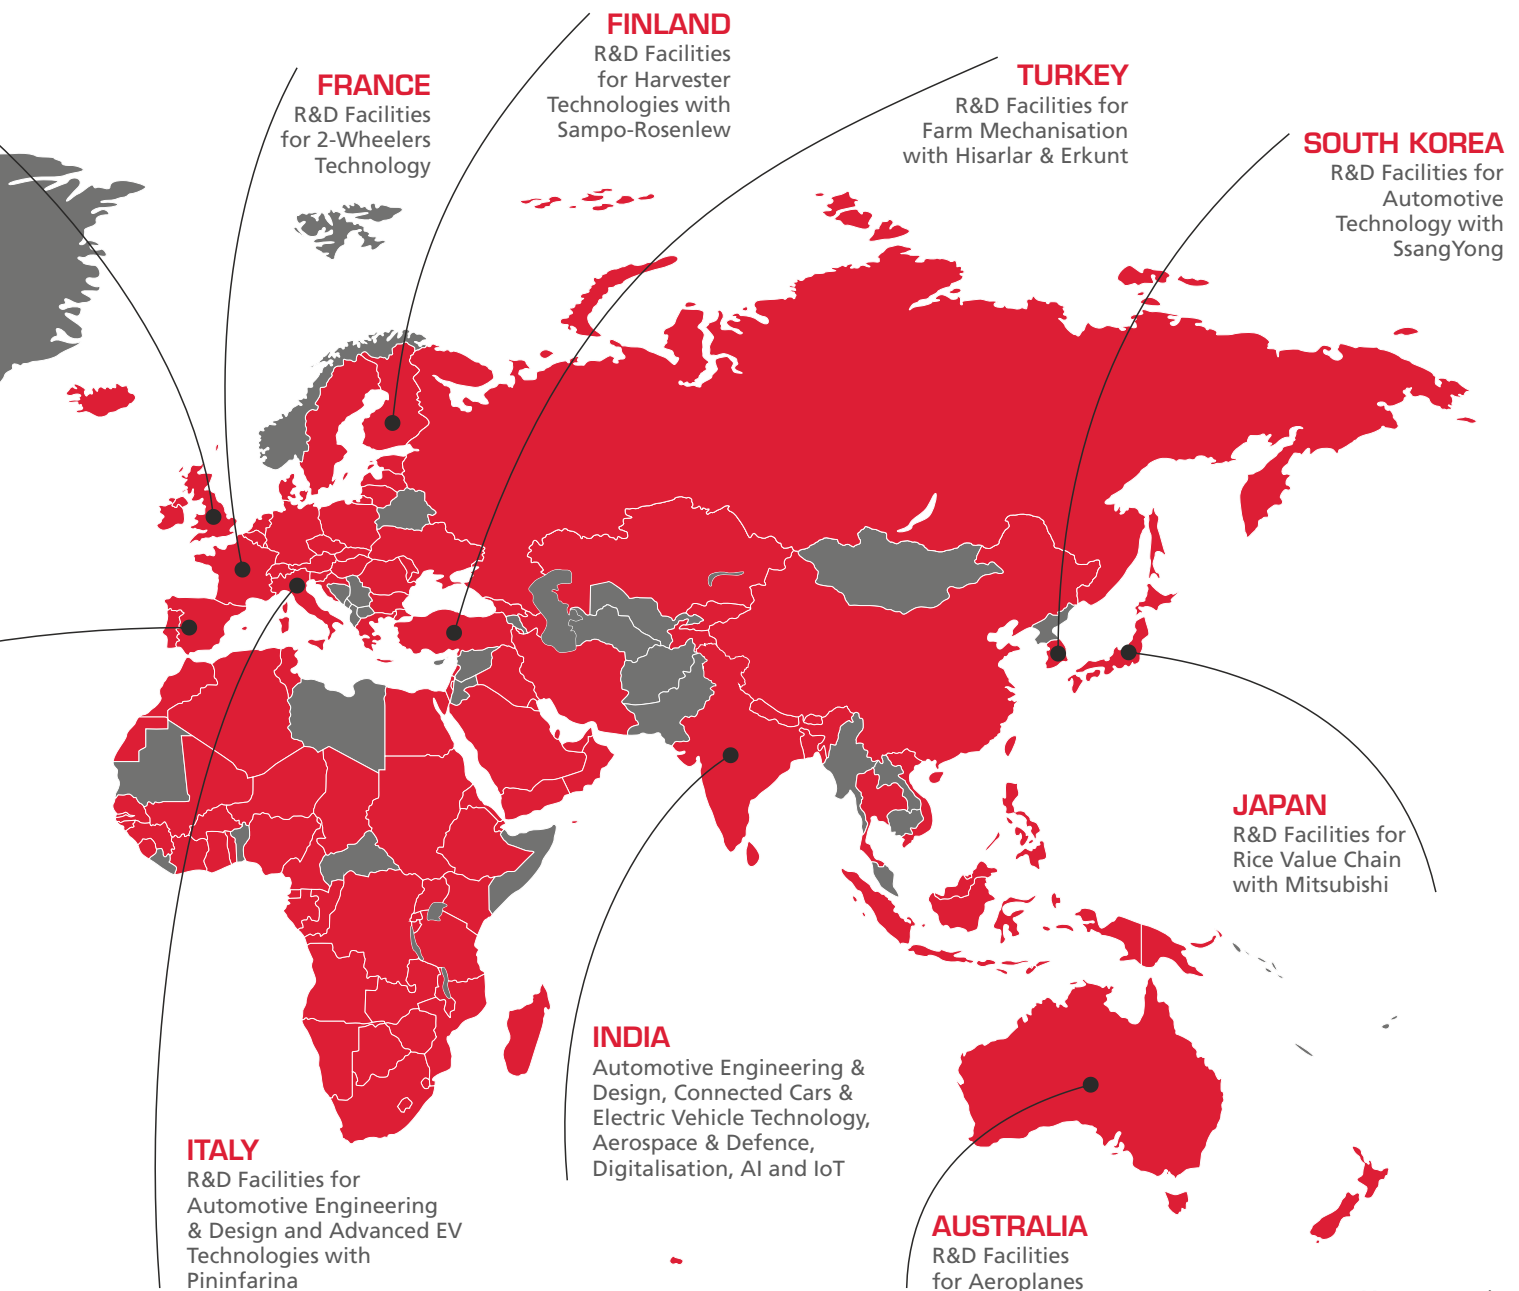 FINLAND
R&D Facilities
for Harvester
Technologies with
Sampo-Rosenlew
FRANCE
R&D Facilities
for 2-Wheelers
Technology
TURKEY
R&D Facilities for
Farm Mechanisation
with Hisarlar & Erkunt
SOUTH KOREA
R&D Facilities for
Automotive
Technology with
SsangYong
JAPAN
R&D Facilities for
Rice Value Chain
with Mitsubishi
INDIA
Automotive Engineering &
Design, Connected Cars &
Electric Vehicle Technology,
Aerospace & Defence,
Digitalisation, AI and IoT
ITALY
R&D Facilities for
Automotive Engineering
& Design and Advanced EV
Technologies with
Pininfarina
AUSTRALIA
R&D Facilities
for Aeroplanes